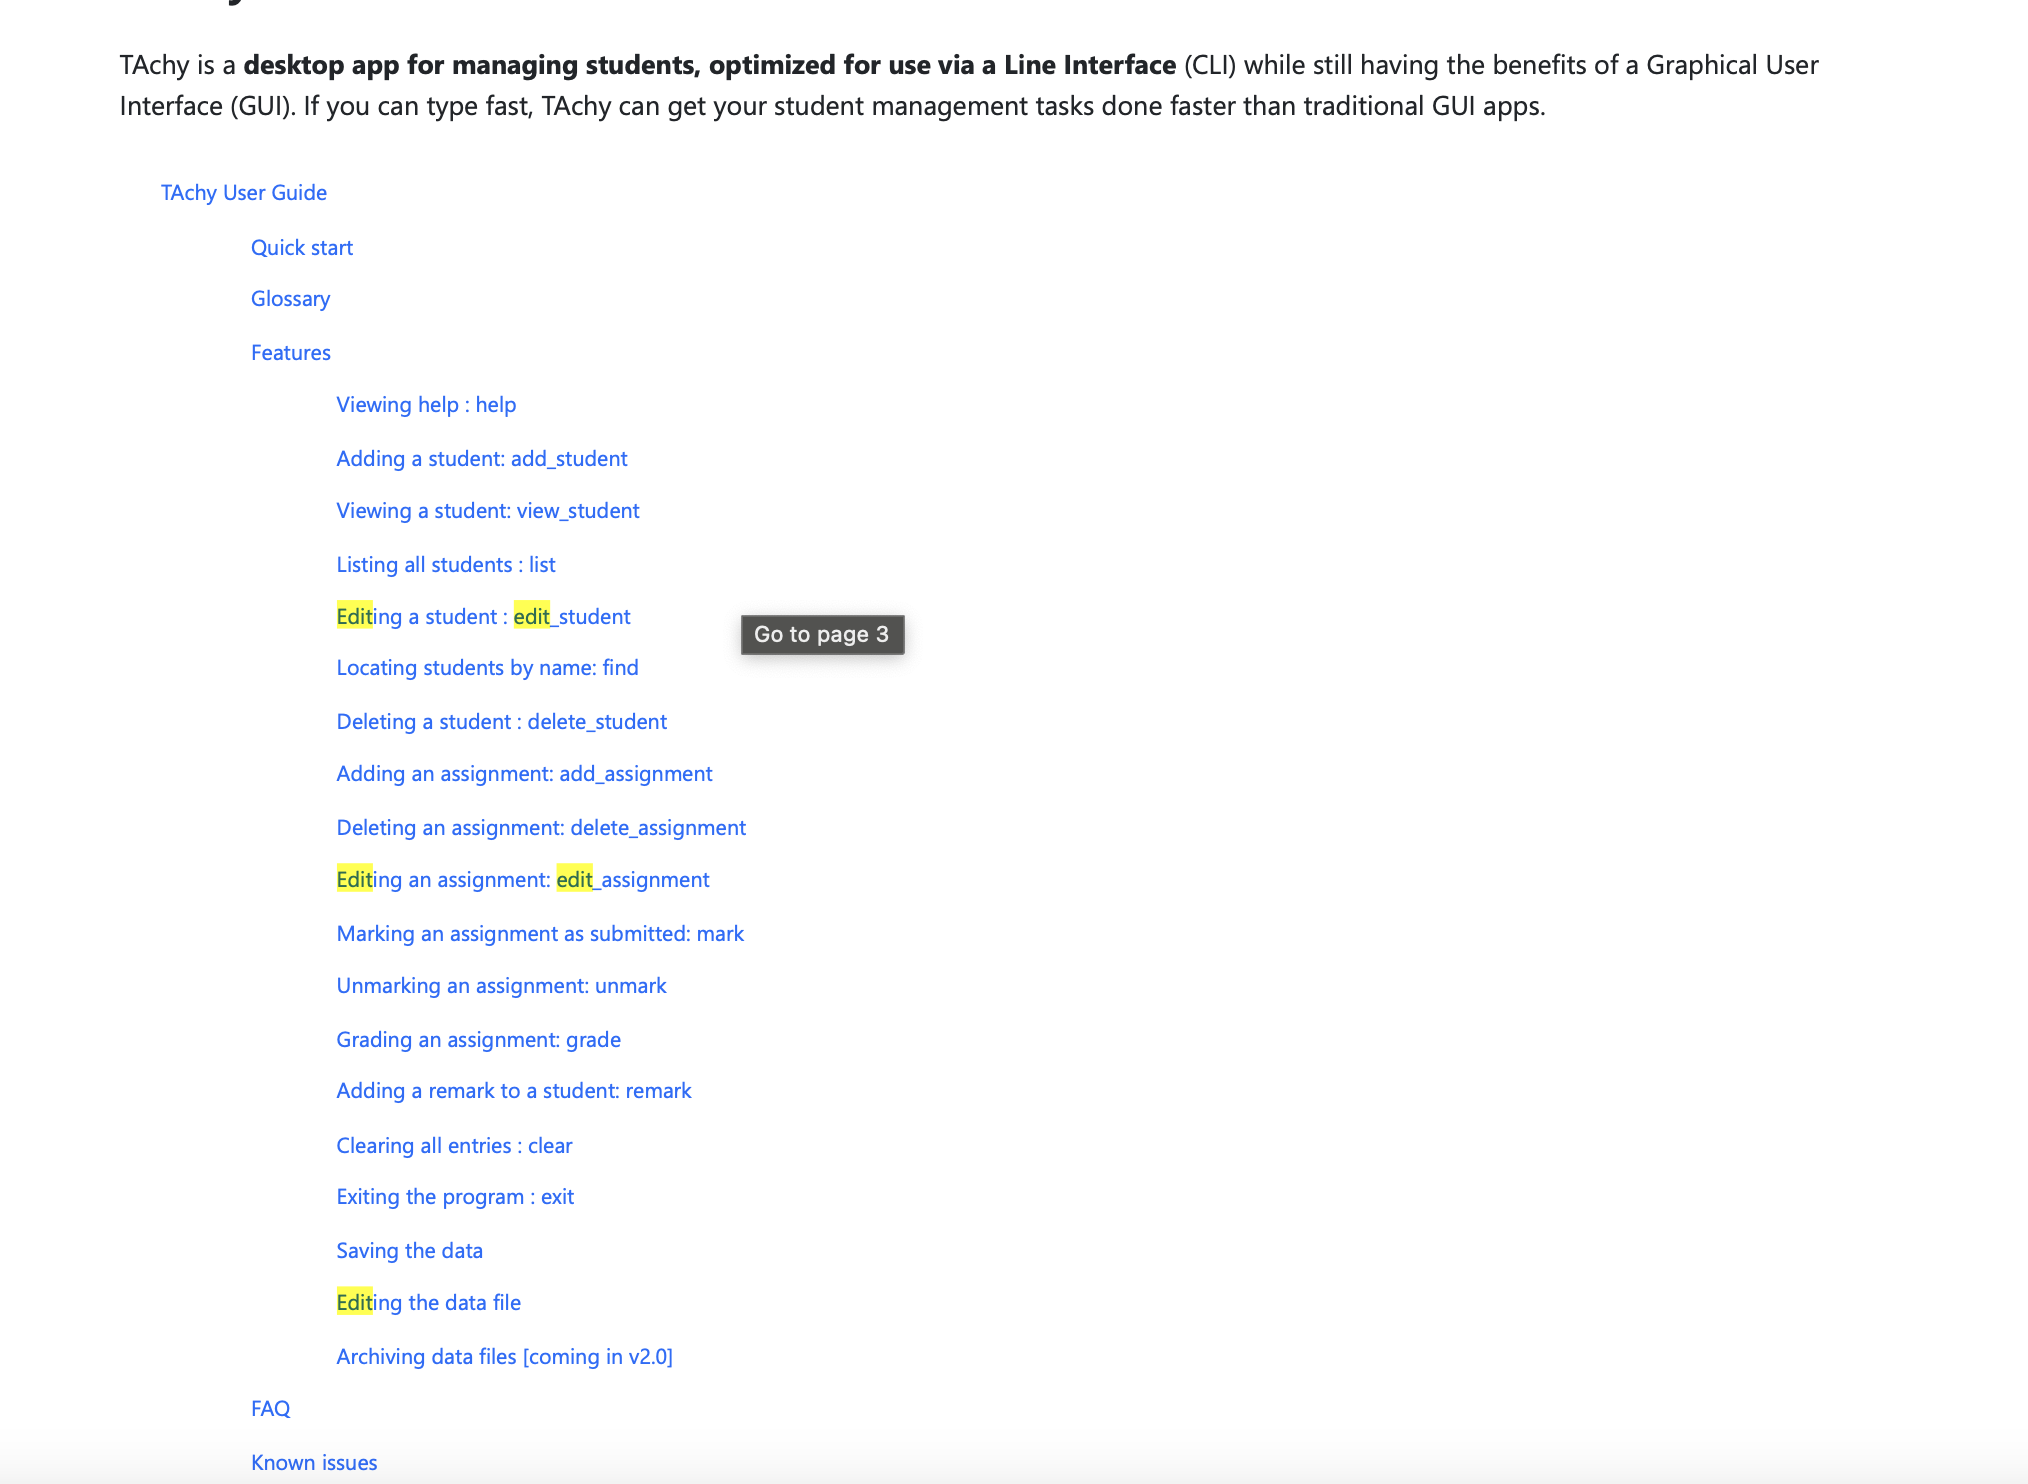 TAchy is a desktop app for managing students, optimized for use via a Line Interface (CLI) while still having the benefits of a Graphical User
Interface (GUI). If you can type fast, TAchy can get your student management tasks done faster than traditional GUI apps.
TAchy User Guide
Quick start
Glossary
Features
Viewing help : help
Adding a student: add_student
Viewing a student: view_student
Listing all students : list
Editing a student : edit_student
Go to page 3
Locating students by name: find
Deleting a student : delete_student
Adding an assignment: add_assignment
Deleting an assignment: delete_assignment
Editing an assignment: edit_assignment
Marking an assignment as submitted: mark
Unmarking an assignment: unmark
Grading an assignment: grade
Adding a remark to a student: remark
Clearing all entries : clear
Exiting the program : exit
Saving the data
Editing the data file
Archiving data files [coming in v2.0]
FAQ
Known issues